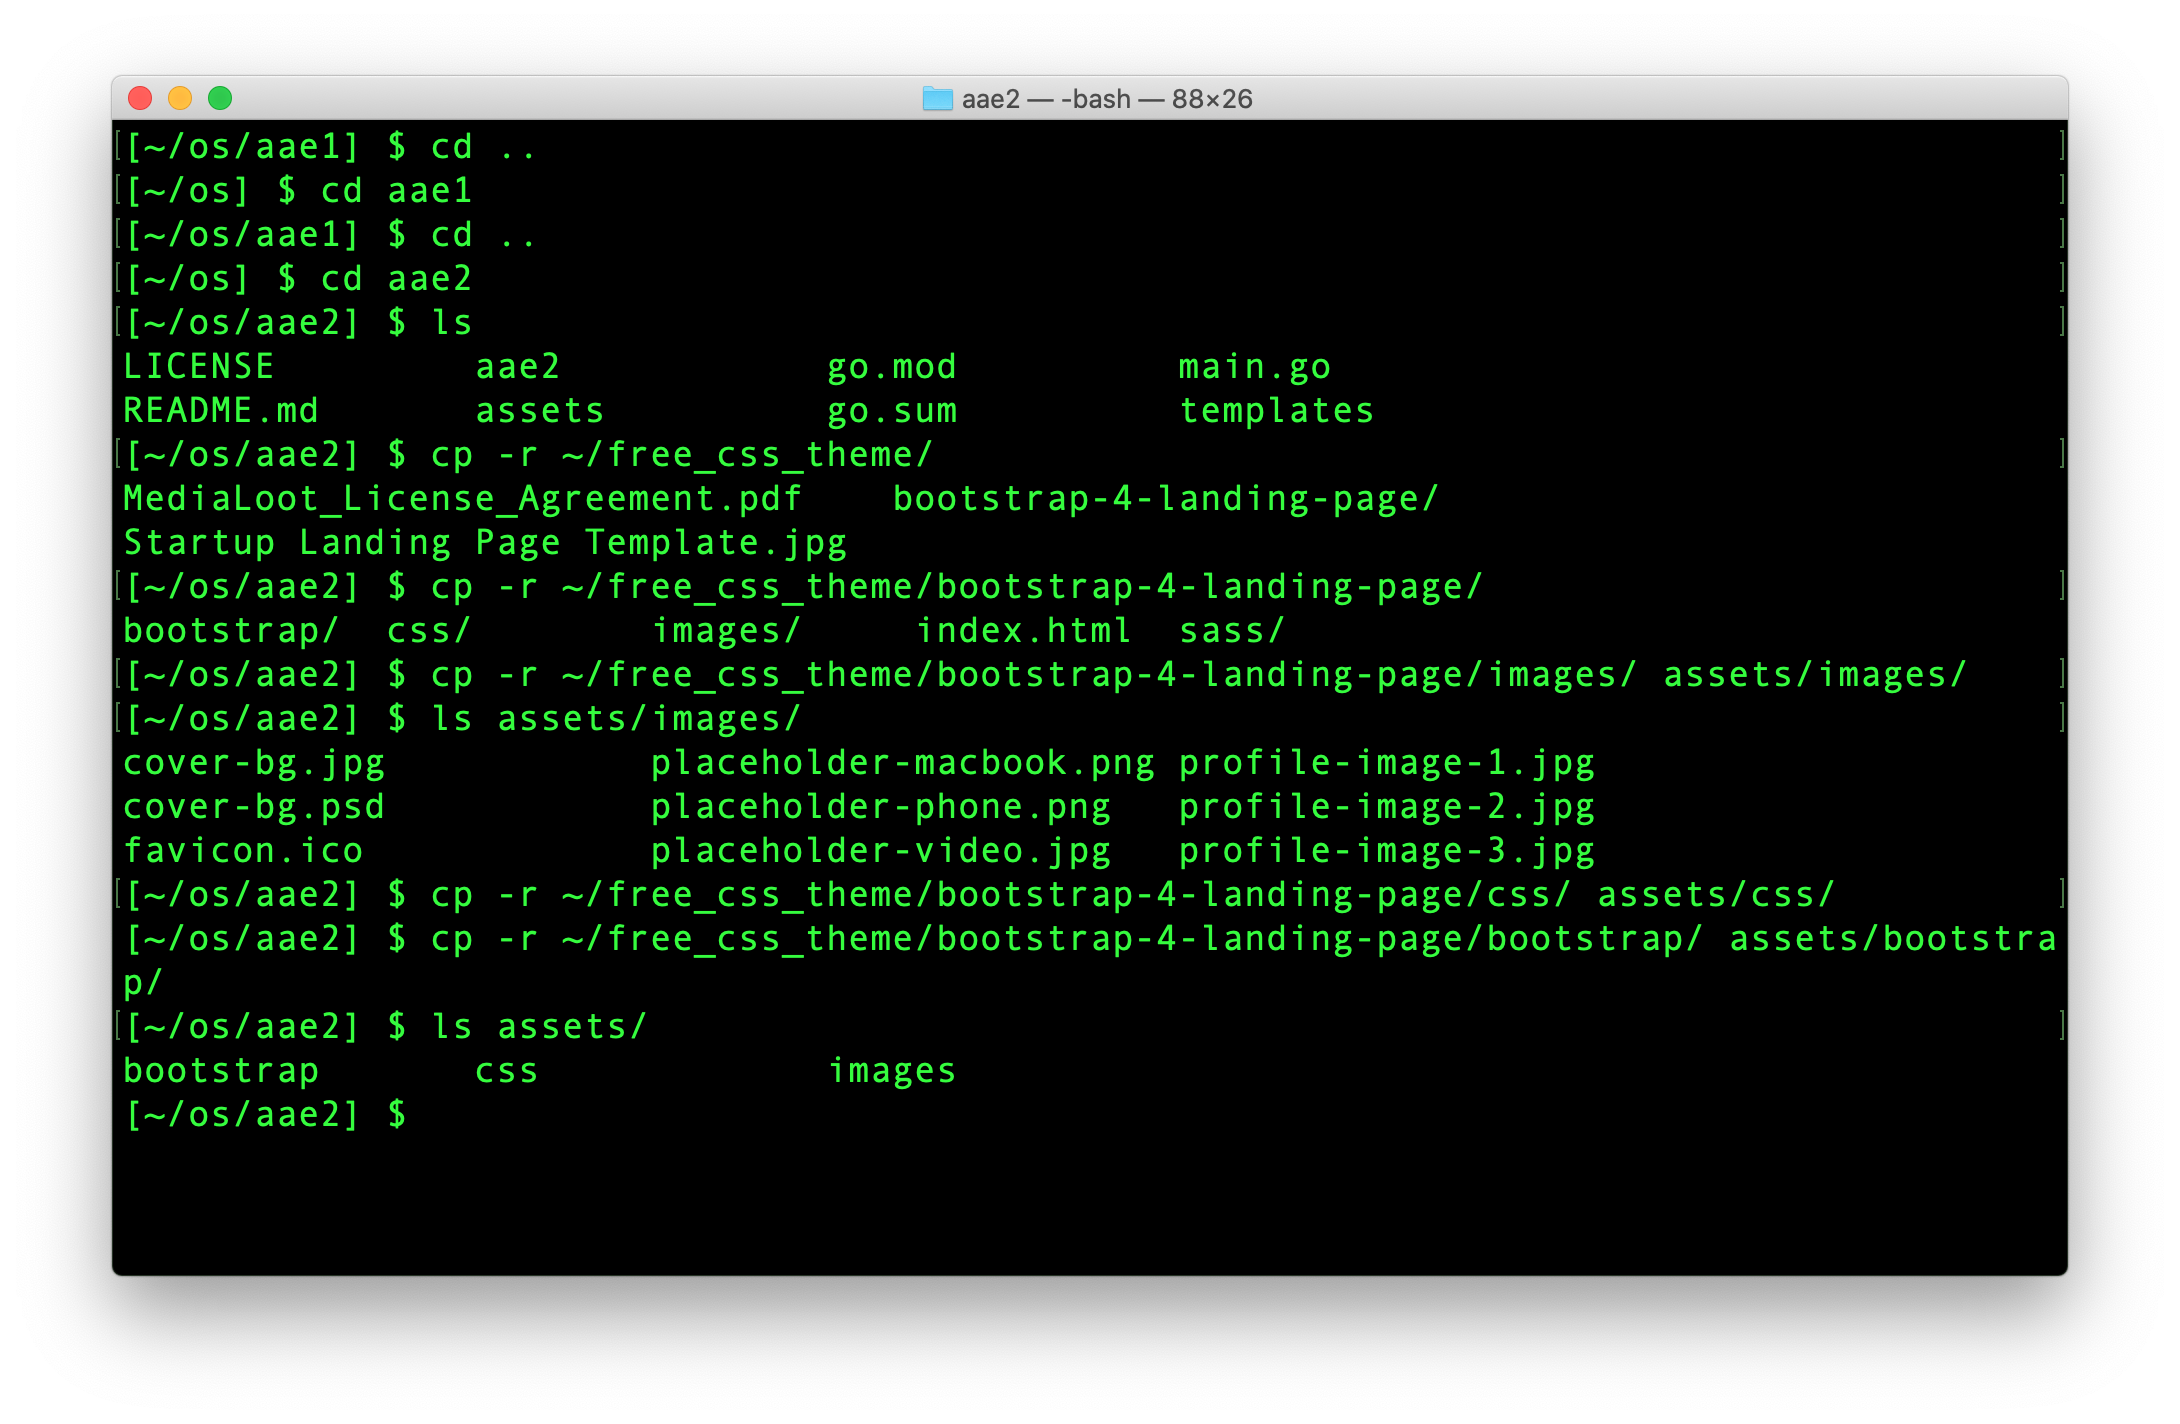 aae2 — -bash — 88×26
[~/os/aae1] $ cd ..
[~/os] $ cd aae1
[~/os/aae1] $ cd ..
[~/os] $ cd aae2
[~/os/aae2] $ ls
LICENSE         aae2            go.mod          main.go
README.md       assets          go.sum          templates
[~/os/aae2] $ cp -r ~/free_css_theme/
MediaLoot_License_Agreement.pdf    bootstrap-4-landing-page/
Startup Landing Page Template.jpg
[~/os/aae2] $ cp -r ~/free_css_theme/bootstrap-4-landing-page/
bootstrap/  css/        images/     index.html  sass/
[~/os/aae2] $ cp -r ~/free_css_theme/bootstrap-4-landing-page/images/ assets/images/
[~/os/aae2] $ ls assets/images/
cover-bg.jpg            placeholder-macbook.png profile-image-1.jpg
cover-bg.psd            placeholder-phone.png   profile-image-2.jpg
favicon.ico             placeholder-video.jpg   profile-image-3.jpg
[~/os/aae2] $ cp -r ~/free_css_theme/bootstrap-4-landing-page/css/ assets/css/
[~/os/aae2] $ cp -r ~/free_css_theme/bootstrap-4-landing-page/bootstrap/ assets/bootstra
p/
[~/os/aae2] $ ls assets/
bootstrap       css             images
[~/os/aae2] $